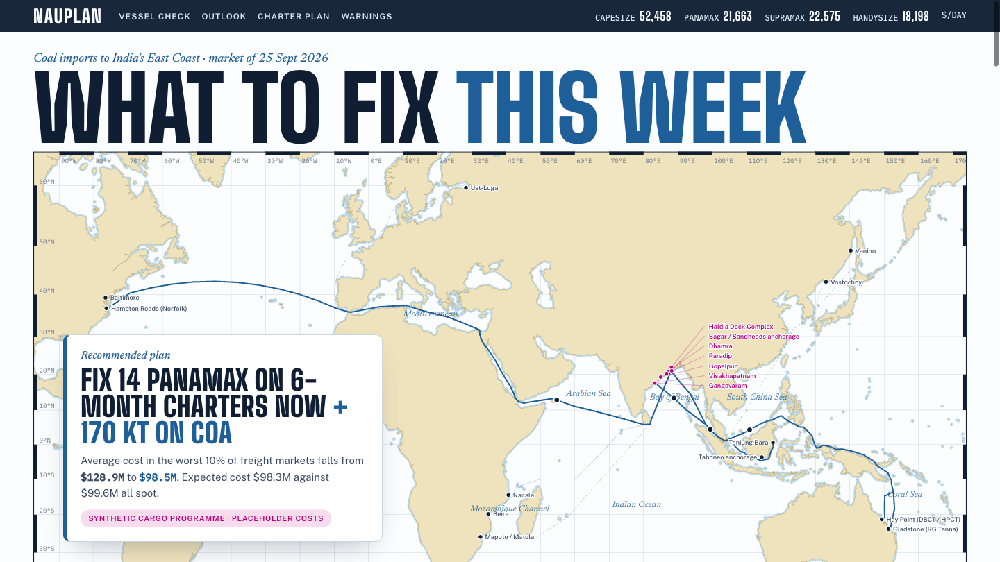 NAUPLAN VESSEL CHECK OUTLOOK CHARTER PLAN WARNINGS CAPESIZE 52,458 PANAMAX 21,663 SUPRAMAX 22,575 HANDYSIZE 18,198 $/DAY
Coal imports to India's East Coast · market of 25 Sept 2026
WHAT TO FIX THIS WEEK
90°W 80°W 70°W 60°W 50°W 40°W 30°W 20°W 10°W 0°E 10°E 20°E 30°E 40°E 50°E 60°E 70°E 80°E 90°E 100°E 110°E 120°E 130°E 140°E 150°E 160°E 170
60°N
Ust-Luga
50°N
Vanino
Vostochny
40°N
Baltimore
Hampton Roads (Norfolk)
Mediterranean
Haldia Dock Complex
30°N
Sagar / Sandheads anchorage
Dhamra
Paradip
Gopalpur
20°N
Visakhapatnam
Gangavaram
Arabian Sea
Bay of Bengal
South China Sea
10°N
0°N
Tanjung Bara
Taboneo anchorage
10°S
Nacala
Coral Sea
Indian Ocean
Mozambique Channel
20°S
Beira
Hay Point (DBCT / HPCT)
Gladstone (RG Tanna)
Maputo / Matola
30°S
Recommended plan
FIX 14 PANAMAX ON 6-
MONTH CHARTERS NOW +
170 KT ON COA
Average cost in the worst 10% of freight markets falls from
$128.9M to $98.5M. Expected cost $98.3M against
$99.6M all spot.
SYNTHETIC CARGO PROGRAMME · PLACEHOLDER COSTS